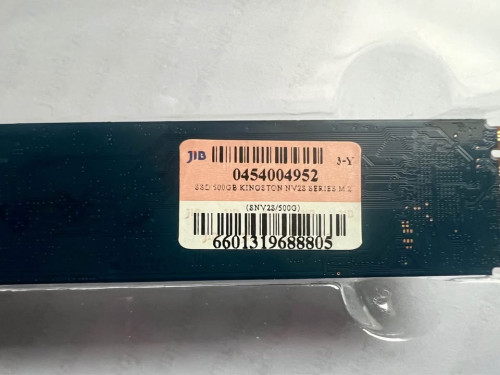 JIB
3-Y
0454004952
SSD 500GB KINGSTON NV2S SERIES M.2
(SNV2S/500G)
6601319688805